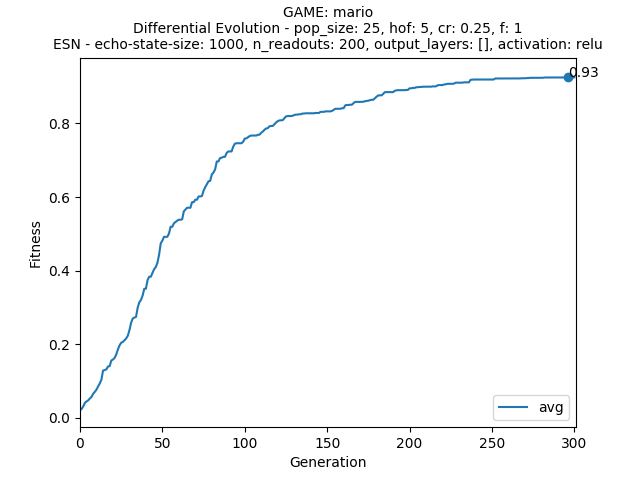 GAME: mario
Differential Evolution - pop_size: 25, hof: 5, cr: 0.25, f: 1
ESN - echo-state-size: 1000, n_readouts: 200, output_layers: [], activation: relu
0.93
0.8
0.6
0.4
0.2
0.0
Fitness
avg
0 50 100 150 200 250 300
Generation